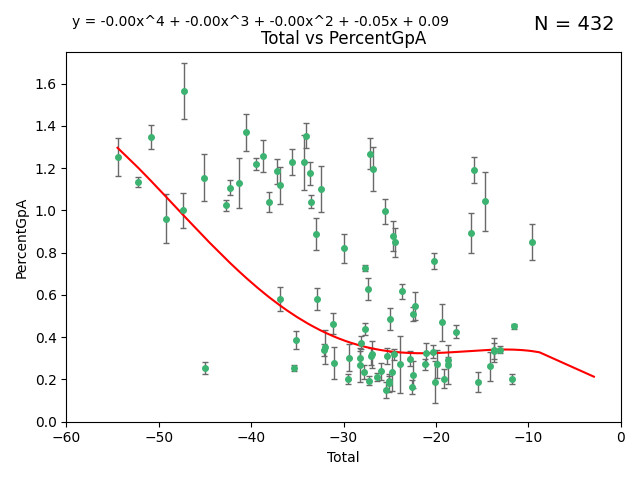 y = -0.00x^4 + -0.00x^3 + -0.00x^2 + -0.05x + 0.09
N = 432
Total vs PercentGpA
PercentGpA
1.6
1.4
1.2
1.0
0.8
0.6
0.4
0.2
0.0
−60 −50 −40 −30 −20 −10 0
Total